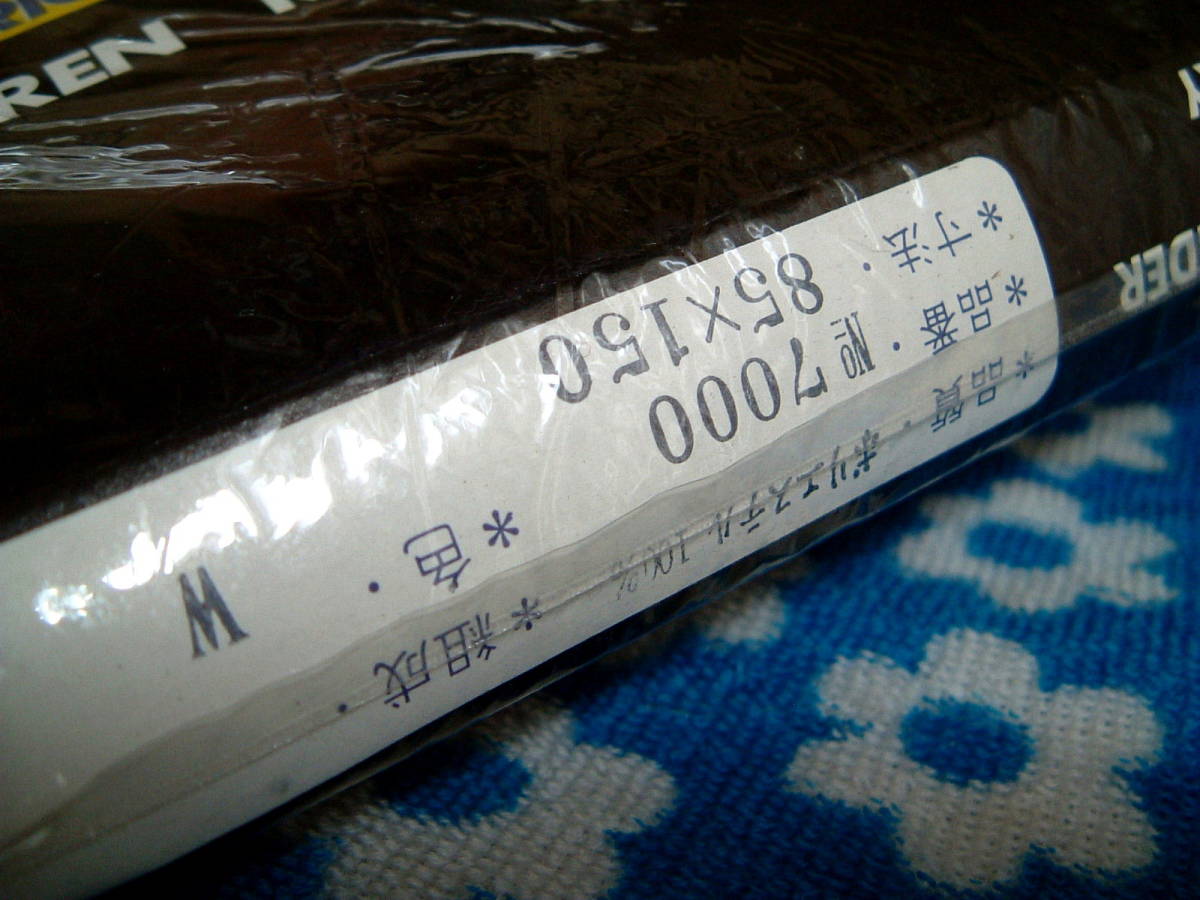 *品質・ポリエステル 100%
*組成・
*品番・№7000
*色・W
*寸法・85×150
REN
DER